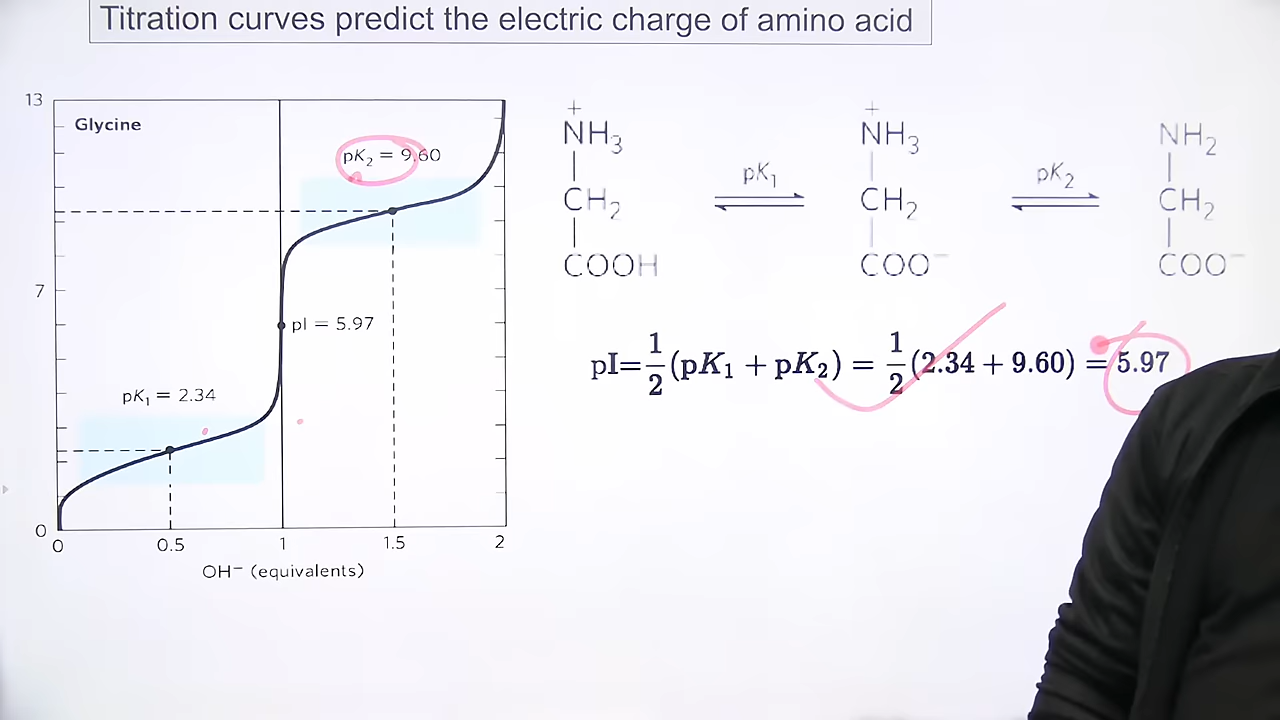 Titration curves predict the electric charge of amino acid
13
Glycine
pK₂ = 9.60
7
pI = 5.97
pK₁ = 2.34
0
0 0.5 1 1.5 2
OH⁻ (equivalents)
+
NH₃
CH₂
COOH
pK₁
+
NH₃
CH₂
COO⁻
pK₂
NH₂
CH₂
COO⁻
pI=1/2(pK₁ + pK₂) = 1/2(2.34 + 9.60) = 5.97